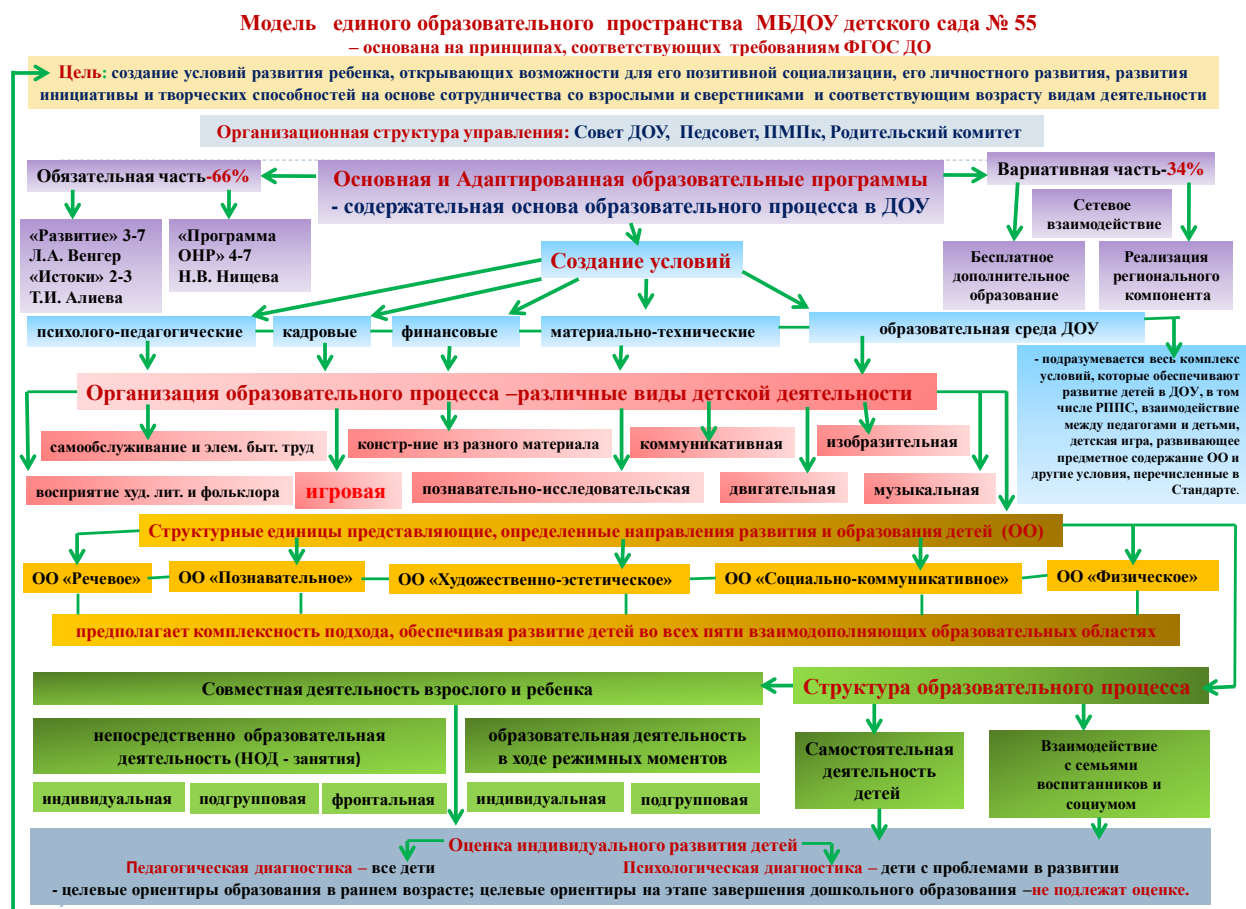 Модель единого образовательного пространства МБДОУ детского сада № 55
– основана на принципах, соответствующих требованиям ФГОС ДО
Цель: создание условий развития ребенка, открывающих возможности для его позитивной социализации, его личностного развития, развития
инициативы и творческих способностей на основе сотрудничества со взрослыми и сверстниками и соответствующим возрасту видам деятельности
Организационная структура управления: Совет ДОУ, Педсовет, ПМПк, Родительский комитет
Обязательная часть-66%
Основная и Адаптированная образовательные программы
- содержательная основа образовательного процесса в ДОУ
Вариативная часть-34%
«Развитие» 3-7
Л.А. Венгер
«Истоки» 2-3
Т.И. Алиева
«Программа
ОНР» 4-7
Н.В. Нищева
Сетевое
взаимодействие
Бесплатное
дополнительное
образование
Реализация
регионального
компонента
Создание условий
психолого-педагогические
кадровые
финансовые
материально-технические
образовательная среда ДОУ
- подразумевается весь комплекс
условий, которые обеспечивают
развитие детей в ДОУ, в том
числе РППС, взаимодействие
между педагогами и детьми,
детская игра, развивающее
предметное содержание ОО и
другие условия, перечисленные в
Стандарте.
Организация образовательного процесса –различные виды детской деятельности
самообслуживание и элем. быт. труд
констр-ние из разного материала
коммуникативная
изобразительная
восприятие худ. лит. и фольклора
игровая
познавательно-исследовательская
двигательная
музыкальная
Структурные единицы представляющие, определенные направления развития и образования детей (ОО)
ОО «Речевое»
ОО «Познавательное»
ОО «Художественно-эстетическое»
ОО «Социально-коммуникативное»
ОО «Физическое»
предполагает комплексность подхода, обеспечивая развитие детей во всех пяти взаимодополняющих образовательных областях
Совместная деятельность взрослого и ребенка
Структура образовательного процесса
непосредственно образовательная
деятельность (НОД - занятия)
образовательная деятельность
в ходе режимных моментов
Самостоятельная
деятельность
детей
Взаимодействие
с семьями
воспитанников и
социумом
индивидуальная
подгрупповая
фронтальная
индивидуальная
подгрупповая
Оценка индивидуального развития детей
Педагогическая диагностика – все дети
Психологическая диагностика – дети с проблемами в развитии
- целевые ориентиры образования в раннем возрасте; целевые ориентиры на этапе завершения дошкольного образования –не подлежат оценке.